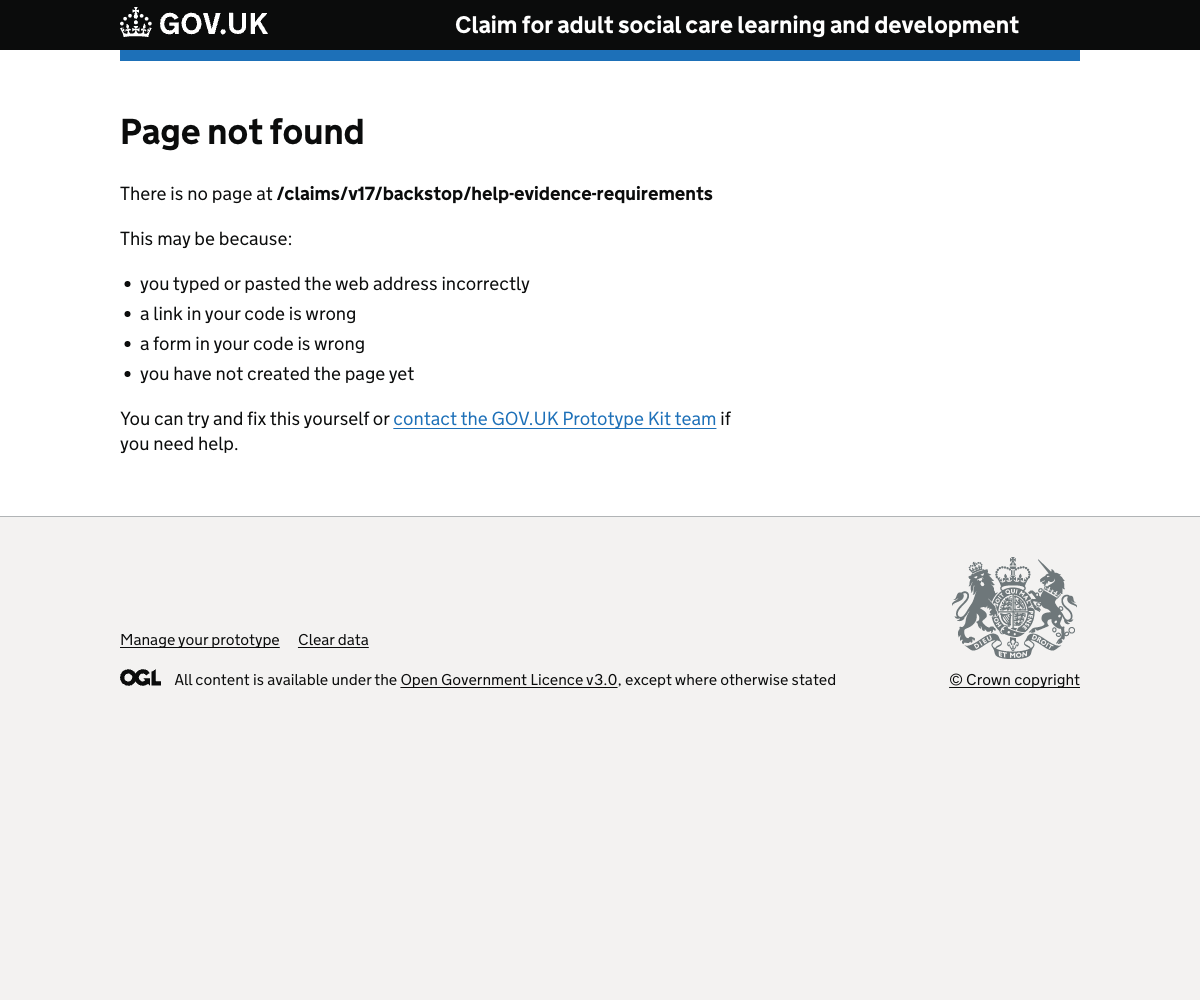 GOV.UK
Claim for adult social care learning and development
Page not found
There is no page at /claims/v17/backstop/help-evidence-requirements
This may be because:
• you typed or pasted the web address incorrectly
• a link in your code is wrong
• a form in your code is wrong
• you have not created the page yet
You can try and fix this yourself or contact the GOV.UK Prototype Kit team if
you need help.
Manage your prototype Clear data
OGL All content is available under the Open Government Licence v3.0, except where otherwise stated
DIEU ET MON DROIT
© Crown copyright